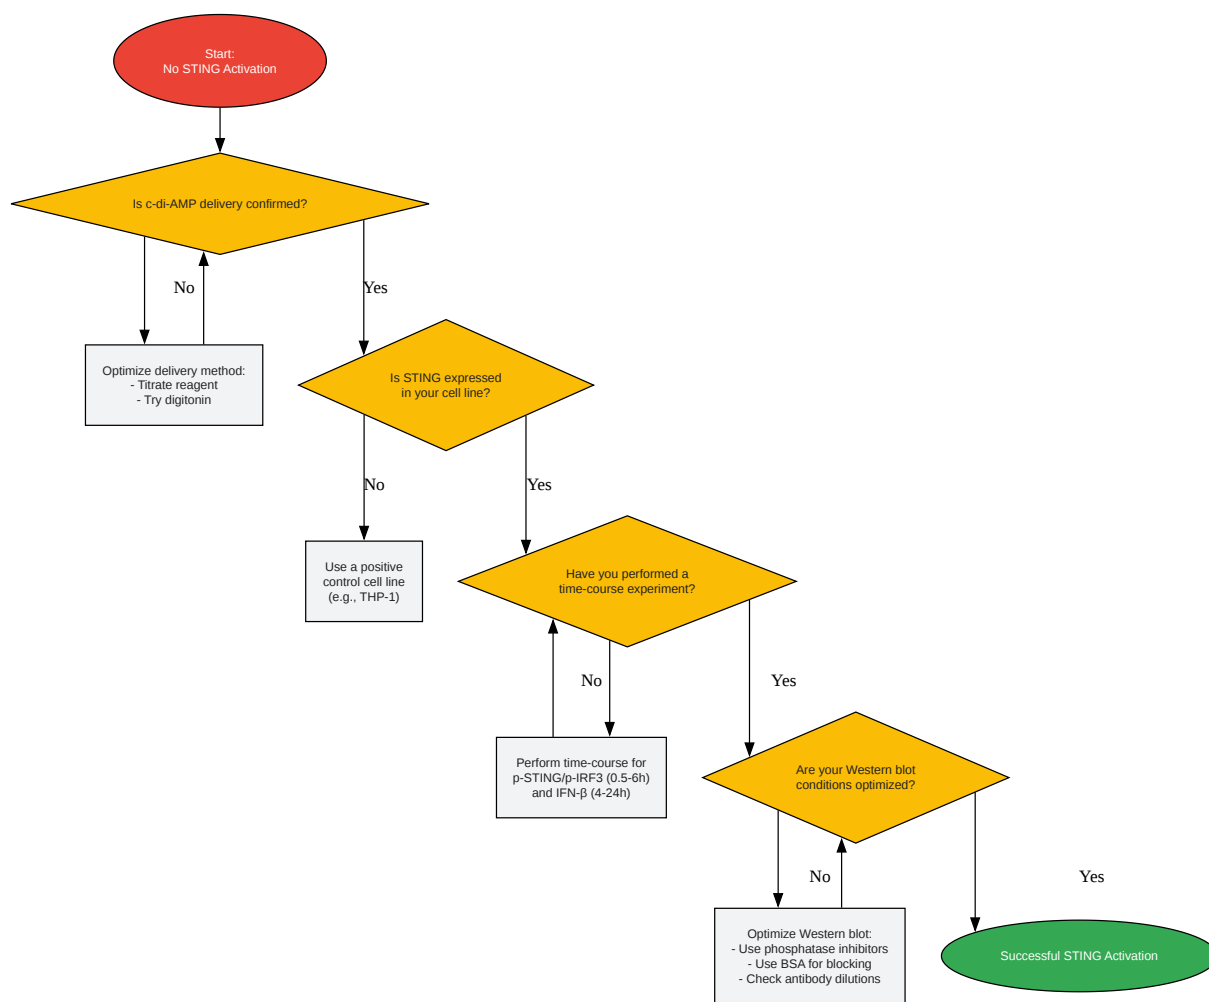 Start:
No STING Activation
Is c-di-AMP delivery confirmed?
No
Yes
Optimize delivery method:
- Titrate reagent
- Try digitonin
Is STING expressed
in your cell line?
No
Yes
Use a positive
control cell line
(e.g., THP-1)
Have you performed a
time-course experiment?
No
Yes
Perform time-course for
p-STING/p-IRF3 (0.5-6h)
and IFN-β (4-24h)
Are your Western blot
conditions optimized?
No
Yes
Optimize Western blot:
- Use phosphatase inhibitors
- Use BSA for blocking
- Check antibody dilutions
Successful STING Activation